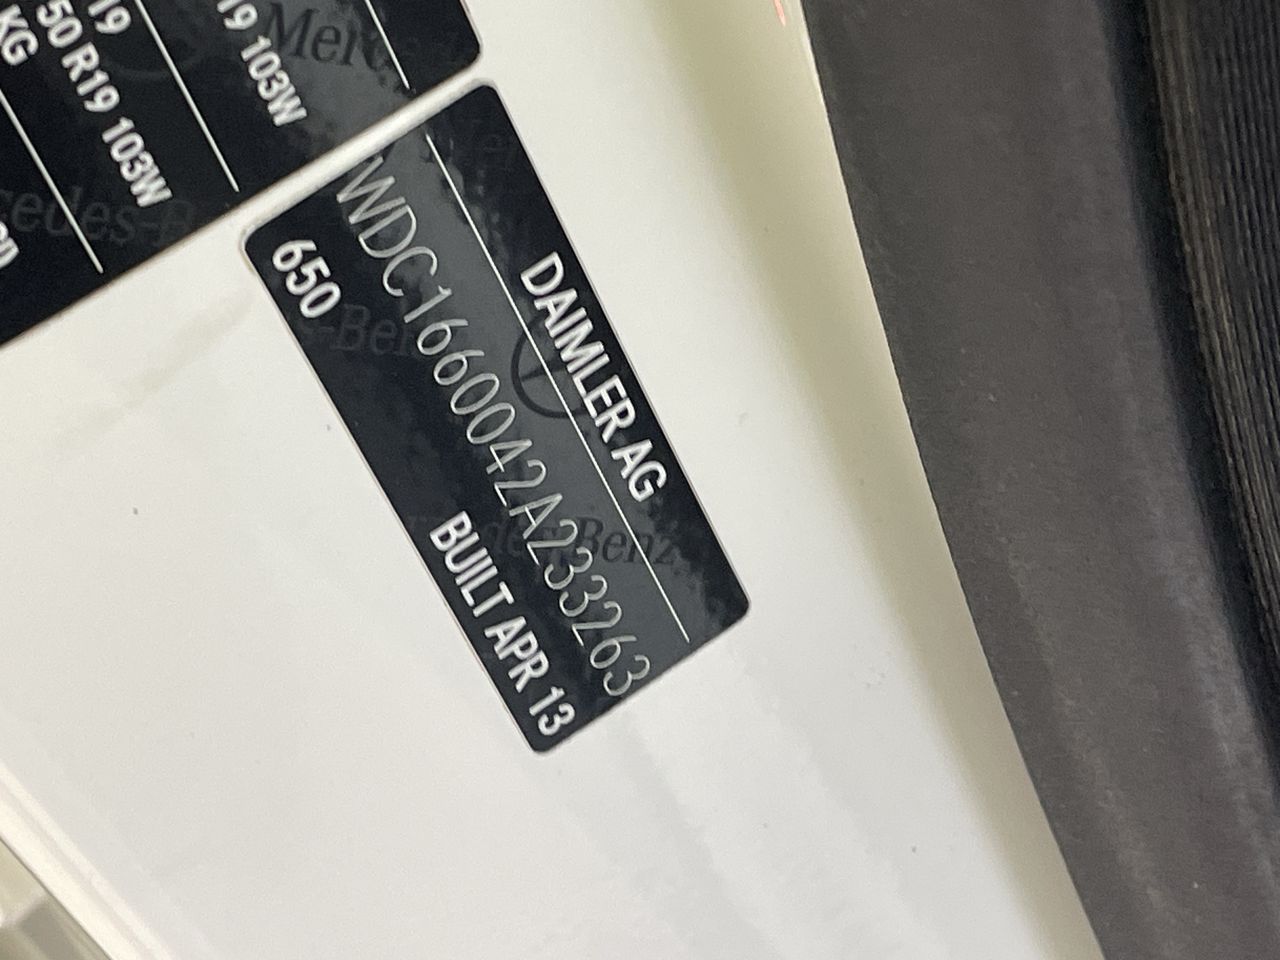 KG
50 R19 103W
19
19 103W
DAIMLER AG
WDC1660042A233263
650
BUILT APR 13